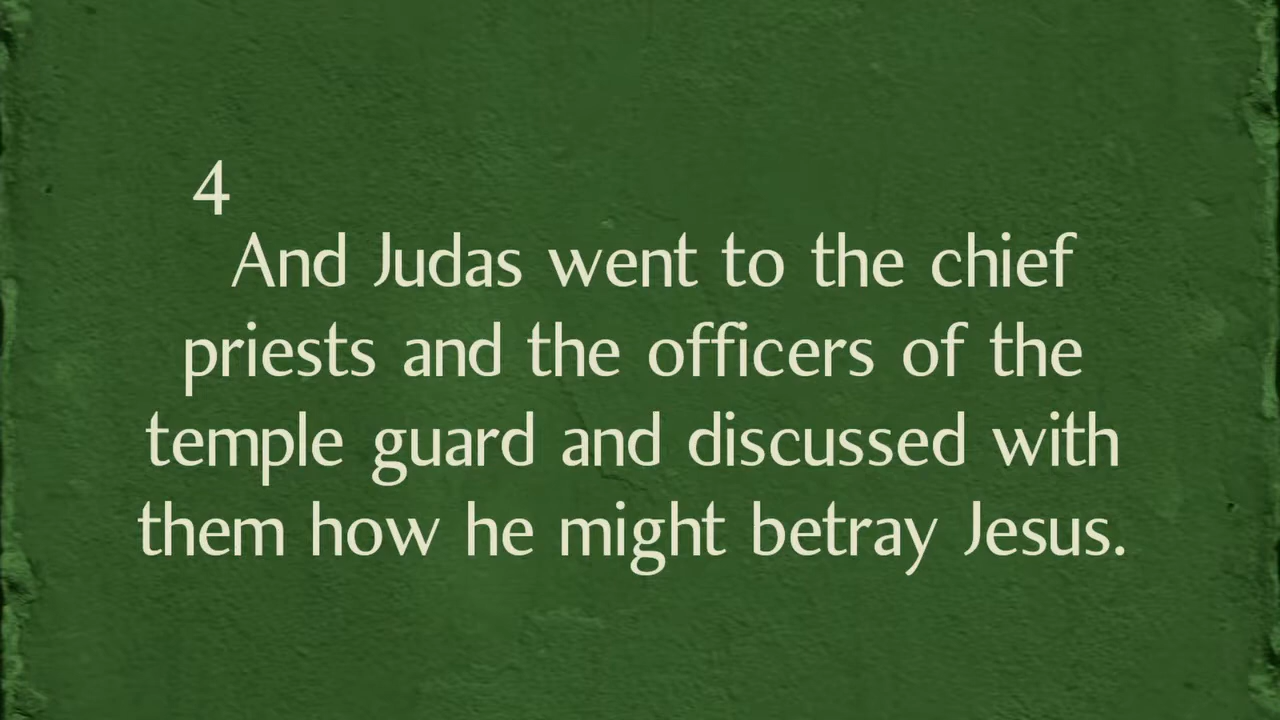 4
And Judas went to the chief
priests and the officers of the
temple guard and discussed with
them how he might betray Jesus.